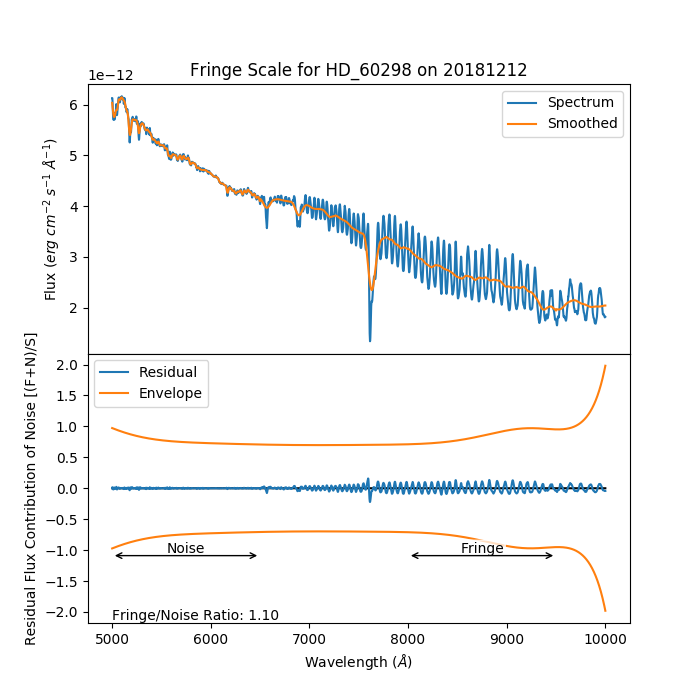 Fringe Scale for HD_60298 on 20181212
1e−12
Flux (erg cm⁻² s⁻¹ Å⁻¹)
6
5
4
3
2
Spectrum
Smoothed
Residual Flux Contribution of Noise [(F+N)/S]
2.0
1.5
1.0
0.5
0.0
−0.5
−1.0
−1.5
−2.0
Residual
Envelope
Noise
Fringe
Fringe/Noise Ratio: 1.10
5000 6000 7000 8000 9000 10000
Wavelength (Å)